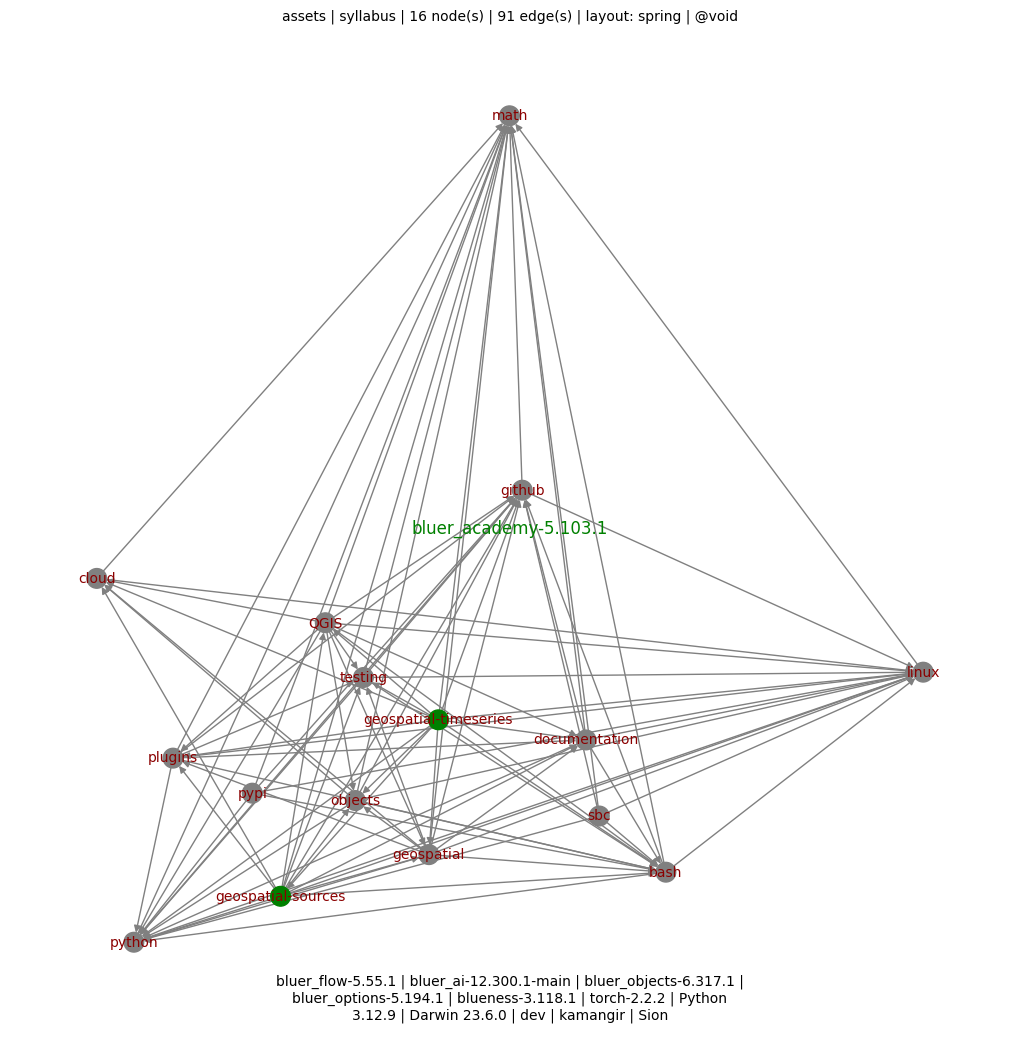 assets | syllabus | 16 node(s) | 91 edge(s) | layout: spring | @void
math
github
bluer_academy-5.103.1
cloud
QGIS
linux
testing
geospatial-timeseries
documentation
plugins
pypi
objects
sbc
geospatial
bash
geospatial-sources
python
bluer_flow-5.55.1 | bluer_ai-12.300.1-main | bluer_objects-6.317.1 |
bluer_options-5.194.1 | blueness-3.118.1 | torch-2.2.2 | Python
3.12.9 | Darwin 23.6.0 | dev | kamangir | Sion